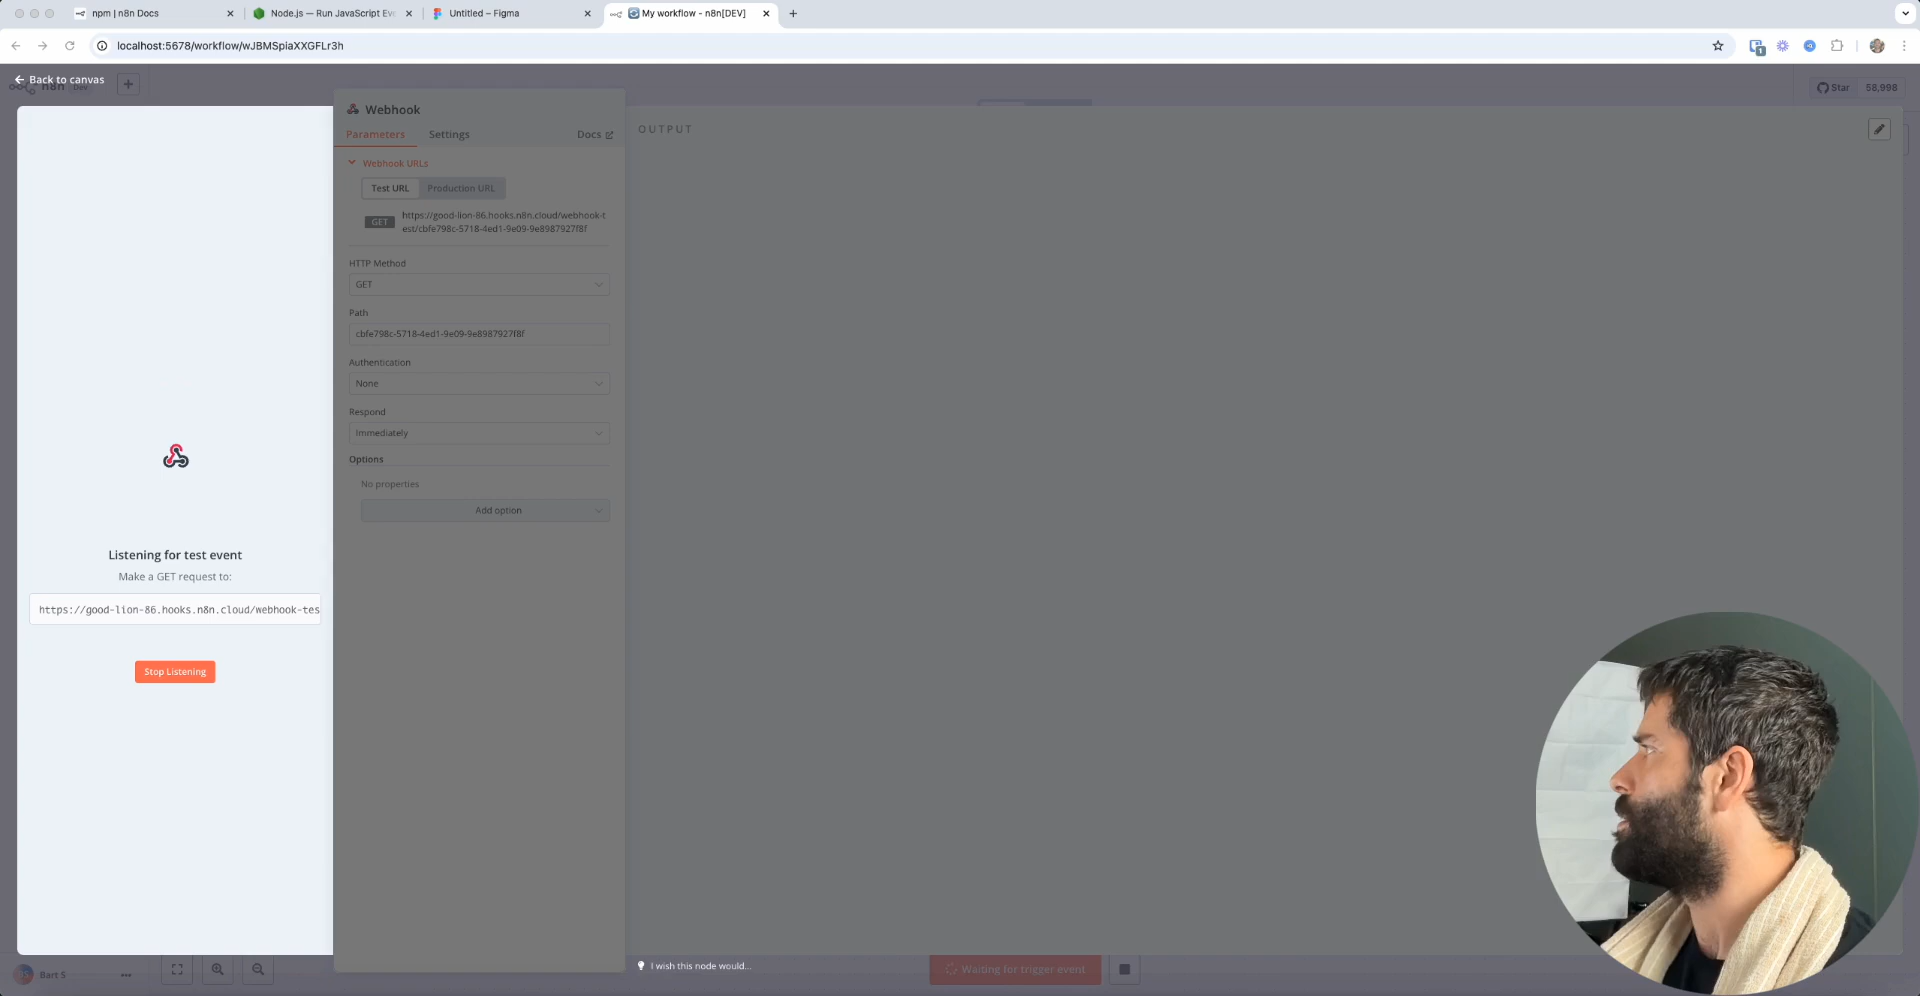 npm | n8n Docs
Node.js — Run JavaScript Eve
Untitled – Figma
My workflow - n8n[DEV]
localhost:5678/workflow/wJBMSpiaXXGFLr3h
1
Back to canvas
n8n Dev
Star 58,998
Webhook
Parameters Settings Docs
OUTPUT
Webhook URLs
Test URL Production URL
GET
https://good-lion-86.hooks.n8n.cloud/webhook-t
est/cbfe798c-5718-4ed1-9e09-9e8987927f8f
HTTP Method
GET
Path
cbfe798c-5718-4ed1-9e09-9e8987927f8f
Authentication
None
Respond
Immediately
Options
No properties
Add option
Listening for test event
Make a GET request to:
https://good-lion-86.hooks.n8n.cloud/webhook-tes
Stop Listening
Bart S
I wish this node would...
Waiting for trigger event